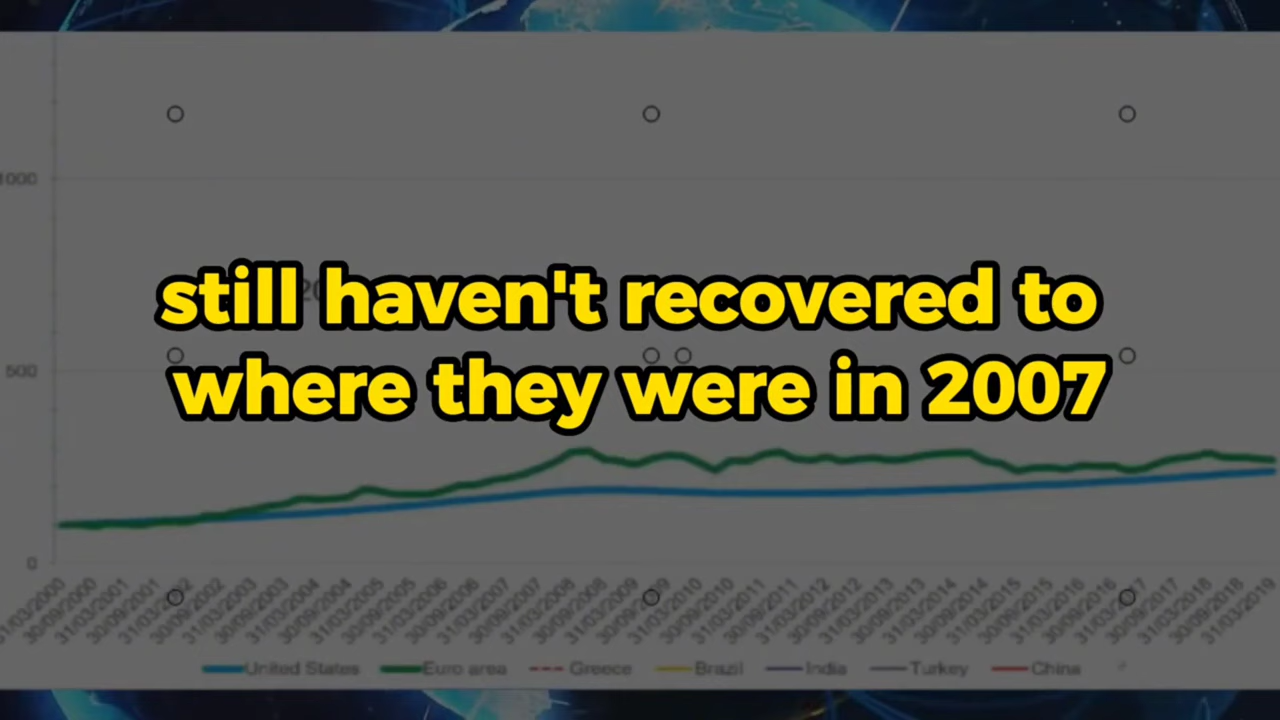 1000
still haven't recovered to
where they were in 2007
500
0
31/03/2000 30/09/2000 31/03/2001 30/09/2001 31/03/2002 30/09/2002 31/03/2003 30/09/2003 31/03/2004 30/09/2004 31/03/2005 30/09/2005 31/03/2006 30/09/2006 31/03/2007 30/09/2007 31/03/2008 30/09/2008 31/03/2009 30/09/2009 31/03/2010 30/09/2010 31/03/2011 30/09/2011 31/03/2012 30/09/2012 31/03/2013 30/09/2013 31/03/2014 30/09/2014 31/03/2015 30/09/2015 31/03/2016 30/09/2016 31/03/2017 30/09/2017 31/03/2018 30/09/2018 31/03/2019
United States Euro area Greece Brazil India Turkey China